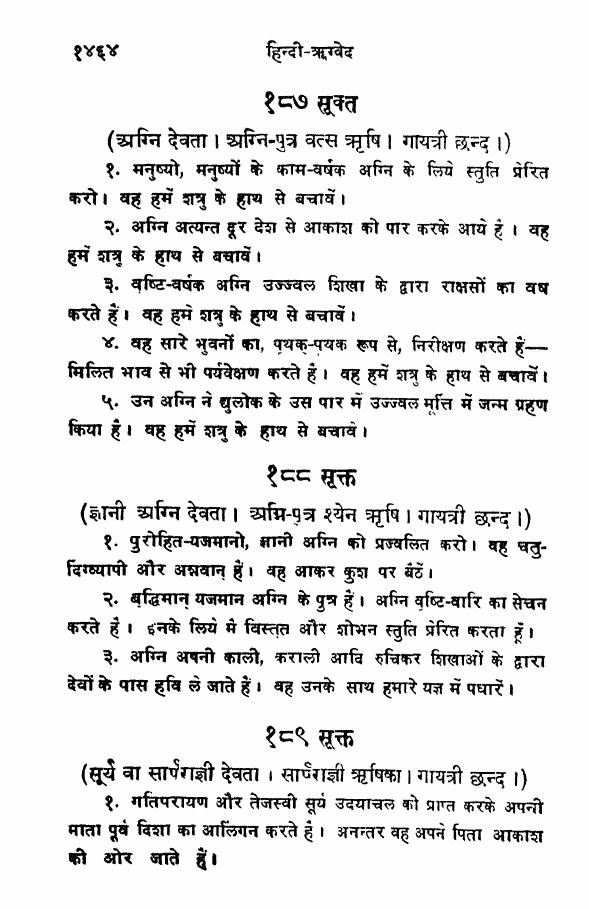 १४६४ हिन्दी-ऋग्वेद
१८७ सूक्त
(अग्नि देवता । अग्नि-पुत्र वत्स ऋषि । गायत्री छन्द ।)
१. मनुष्यो, मनुष्यों के काम-वर्षक अग्नि के लिये स्तुति प्रेरित
करो। वह हमें शत्रु के हाथ से बचावें।
२. अग्नि अत्यन्त दूर देश से आकाश को पार करके आये हैं । वह
हमें शत्रु के हाथ से बचावें।
३. वृष्टि-वर्षक अग्नि उज्ज्वल शिखा के द्वारा राक्षसों का वध
करते हैं। वह हमें शत्रु के हाथ से बचावें।
४. वह सारे भुवनों का, पृथक्-पृथक् रूप से, निरीक्षण करते हैं—
मिलित भाव से भी पर्यवेक्षण करते हैं। वह हमें शत्रु के हाथ से बचावें।
५. उन अग्नि ने द्युलोक के उस पार में उज्ज्वल मूर्त्ति में जन्म ग्रहण
किया है। वह हमें शत्रु के हाथ से बचावें।
१८८ सूक्त
(ज्ञानी अग्नि देवता । अग्नि-पुत्र श्येन ऋषि । गायत्री छन्द ।)
१. पुरोहित-यजमानो, ज्ञानी अग्नि को प्रज्वलित करो। वह चतु-
र्दिग्व्यापी और अन्नवान् हैं। वह आकर कुश पर बैठें।
२. बुद्धिमान् यजमान अग्नि के पुत्र हैं। अग्नि वृष्टि-वारि का सेचन
करते हैं। इनके लिये मैं विस्तृत और शोभन स्तुति प्रेरित करता हूँ।
३. अग्नि अपनी काली, कराली आदि रुचिकर शिखाओं के द्वारा
देवों के पास हवि ले जाते हैं। वह उनके साथ हमारे यज्ञ में पधारें।
१८९ सूक्त
(सूर्य वा सार्पराज्ञी देवता । सार्पराज्ञी ऋषिका । गायत्री छन्द ।)
१. गतिपरायण और तेजस्वी सूर्य उदयाचल को प्राप्त करके अपनी
माता पूर्व दिशा का आलिंगन करते हैं। अनन्तर वह अपने पिता आकाश
की ओर जाते हैं।